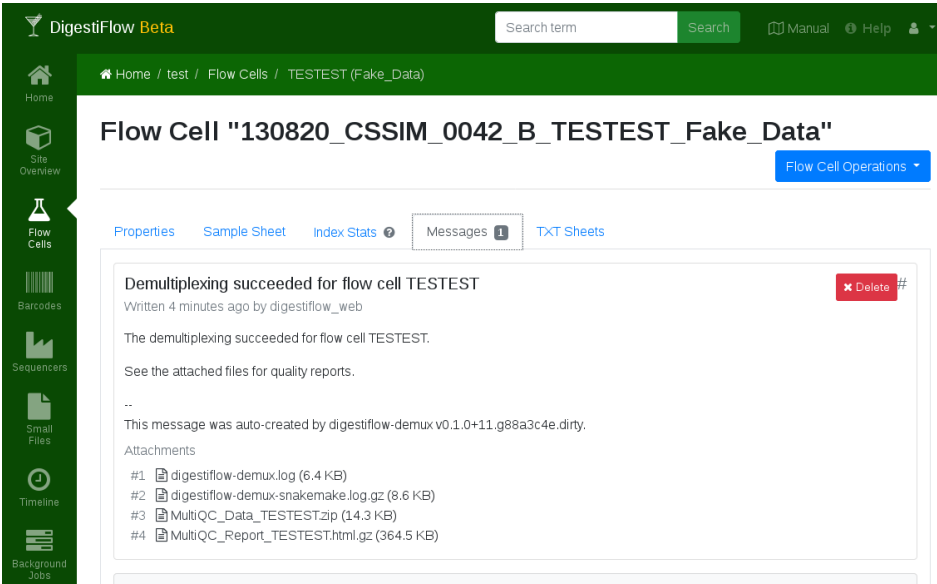 DigestiFlow Beta
Search term
Search
Manual
Help
Home
Site Overview
Flow Cells
Barcodes
Sequencers
Small Files
Timeline
Background Jobs
Home / test / Flow Cells / TESTEST (Fake_Data)
Flow Cell "130820_CSSIM_0042_B_TESTEST_Fake_Data"
Flow Cell Operations
Properties
Sample Sheet
Index Stats ?
Messages 1
TXT Sheets
Demultiplexing succeeded for flow cell TESTEST
Delete #
Written 4 minutes ago by digestiflow_web
The demultiplexing succeeded for flow cell TESTEST.
See the attached files for quality reports.
--
This message was auto-created by digestiflow-demux v0.1.0+11.g88a3c4e.dirty.
Attachments
#1 digestiflow-demux.log (6.4 KB)
#2 digestiflow-demux-snakemake.log.gz (8.6 KB)
#3 MultiQC_Data_TESTEST.zip (14.3 KB)
#4 MultiQC_Report_TESTEST.html.gz (364.5 KB)